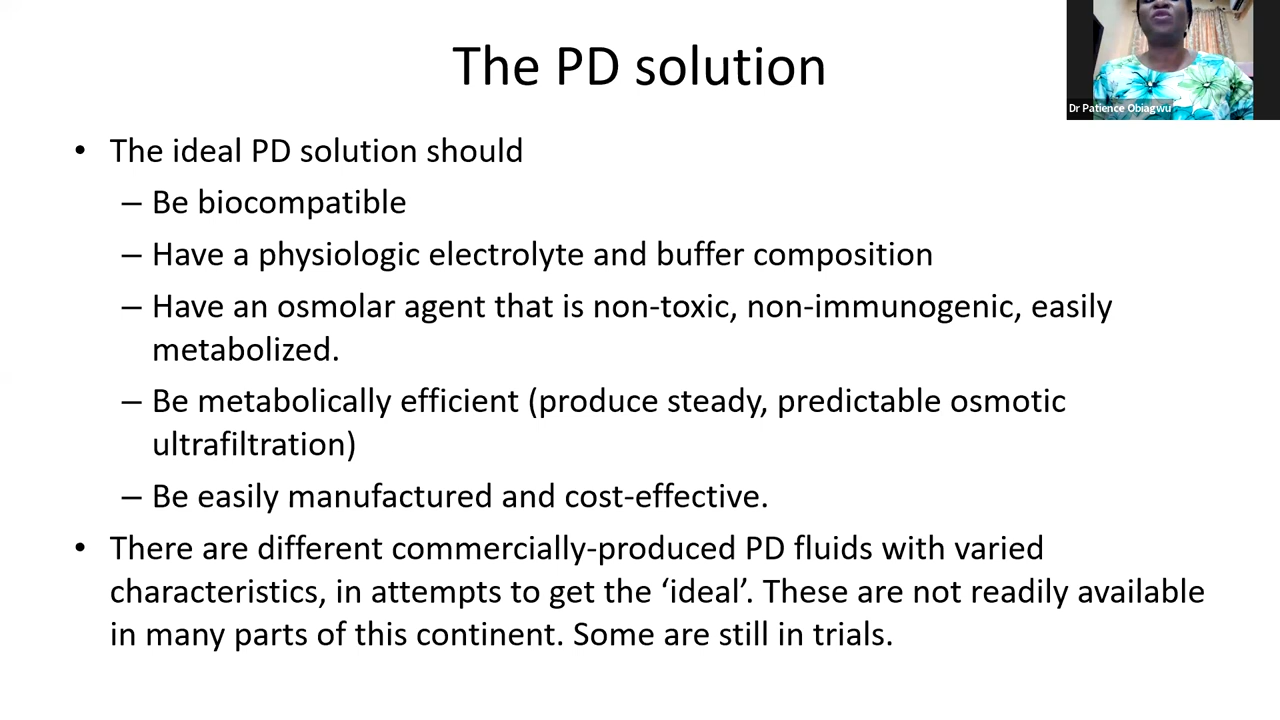 The PD solution
Dr Patience Obiagwu
• The ideal PD solution should
– Be biocompatible
– Have a physiologic electrolyte and buffer composition
– Have an osmolar agent that is non-toxic, non-immunogenic, easily
metabolized.
– Be metabolically efficient (produce steady, predictable osmotic
ultrafiltration)
– Be easily manufactured and cost-effective.
• There are different commercially-produced PD fluids with varied
characteristics, in attempts to get the ‘ideal’. These are not readily available
in many parts of this continent. Some are still in trials.